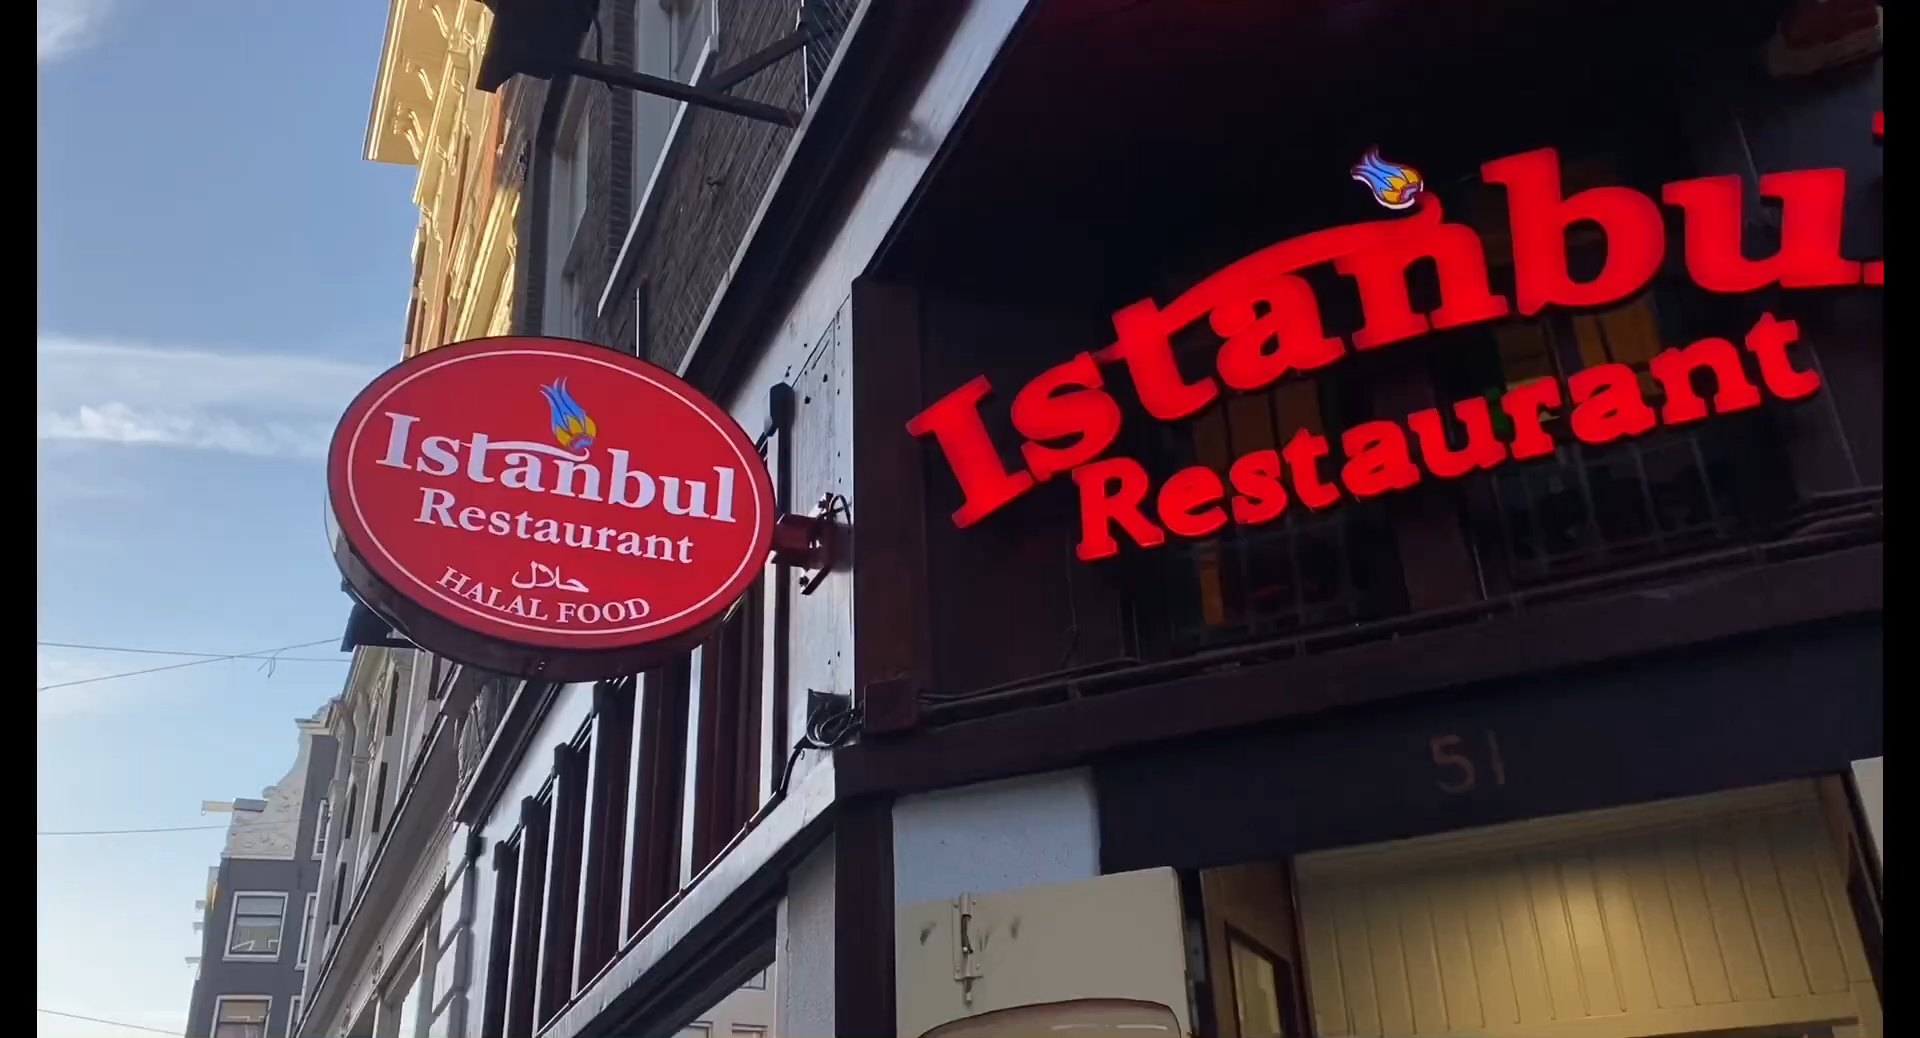 Istanbul
Restaurant
حلال
HALAL FOOD
Istanbul
Restaurant
51